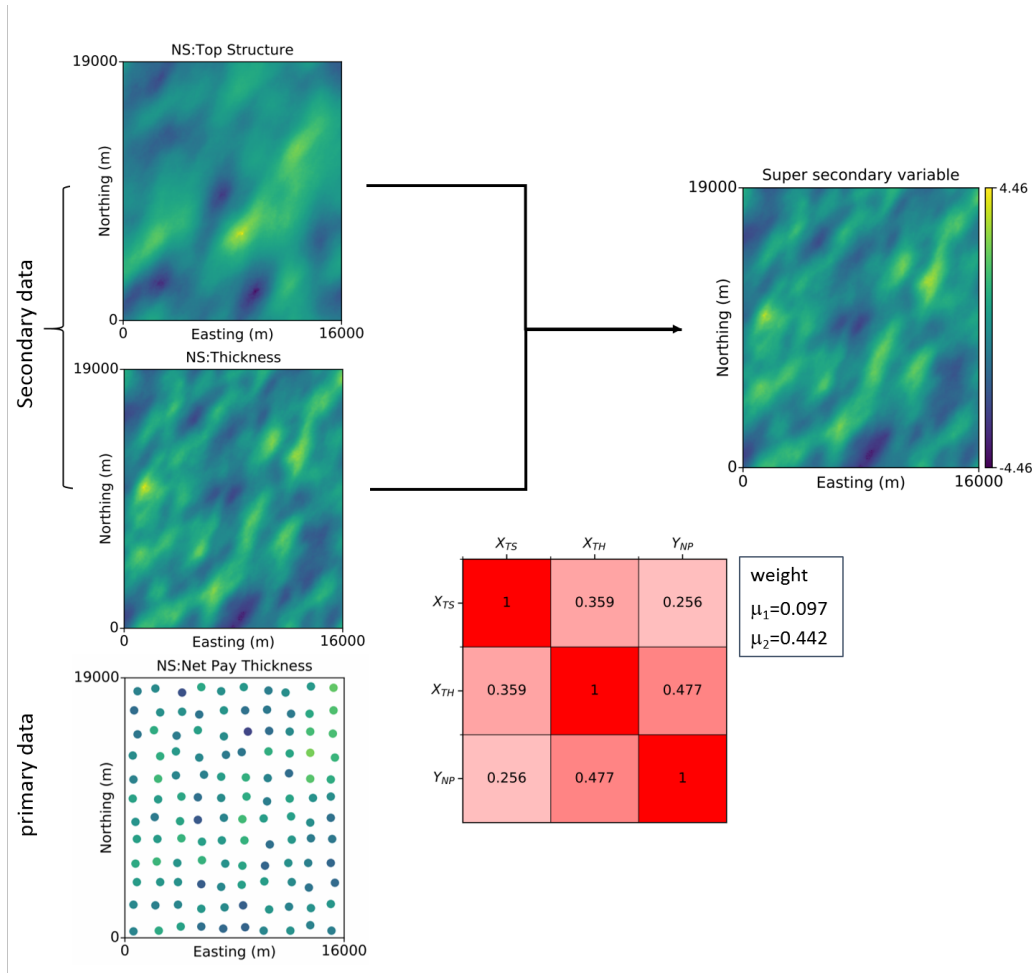 Secondary data
NS:Top Structure
19000
Northing (m)
0
0
Easting (m)
16000
NS:Thickness
19000
Northing (m)
0
0
Easting (m)
16000
primary data
NS:Net Pay Thickness
19000
Northing (m)
0
0
Easting (m)
16000
Super secondary variable
19000
Northing (m)
0
0
Easting (m)
16000
4.46
-4.46
X_TS X_TH Y_NP
X_TS 1 0.359 0.256
X_TH 0.359 1 0.477
Y_NP 0.256 0.477 1
weight
μ₁=0.097
μ₂=0.442